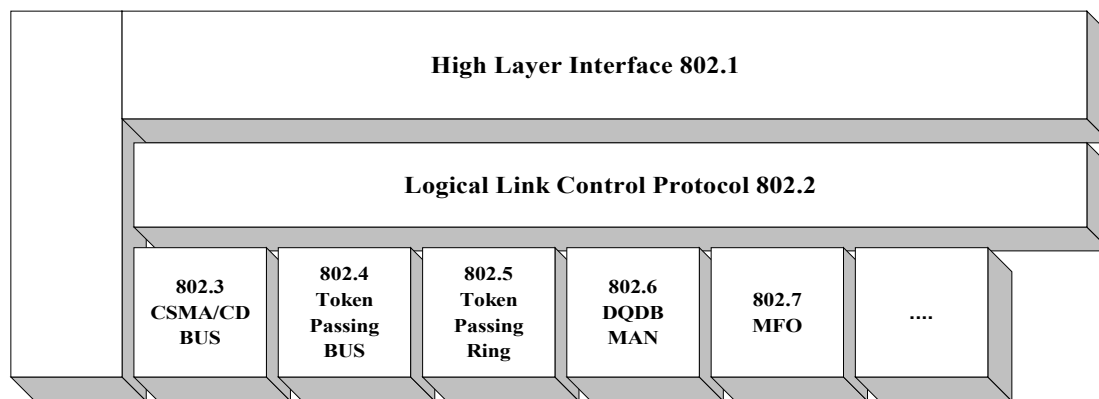 High Layer Interface 802.1
Logical Link Control Protocol 802.2
802.3
CSMA/CD
BUS
802.4
Token
Passing
BUS
802.5
Token
Passing
Ring
802.6
DQDB
MAN
802.7
MFO
....